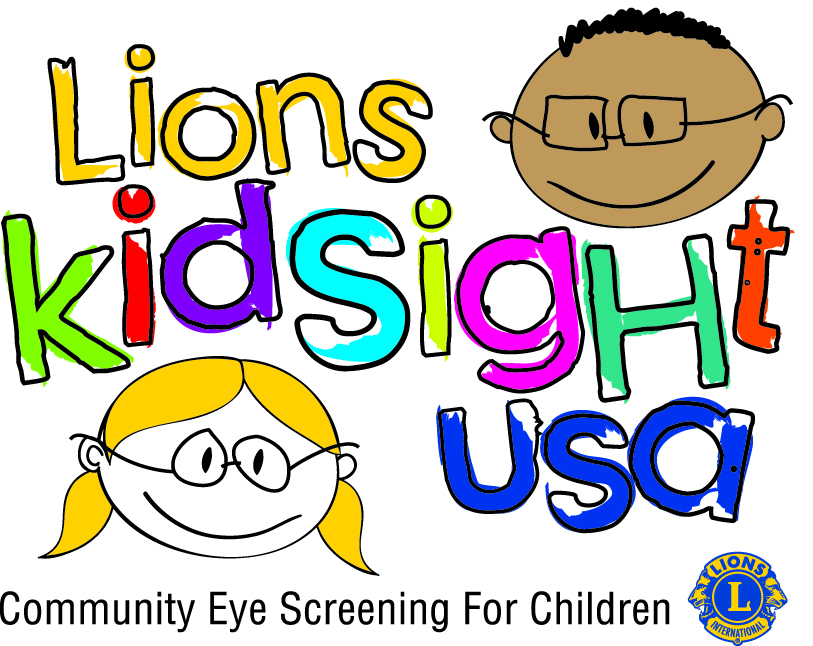 Lions
kidSigHt
usa
Community Eye Screening For Children
LIONS
L
INTERNATIONAL